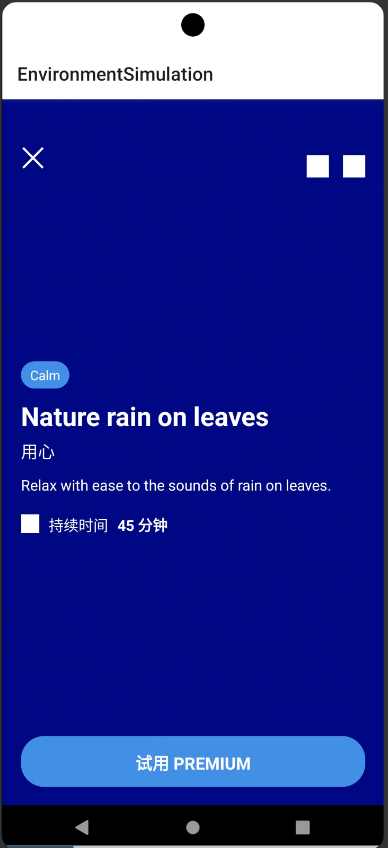 EnvironmentSimulation
Calm
Nature rain on leaves
用心
Relax with ease to the sounds of rain on leaves.
持续时间 45 分钟
试用 PREMIUM